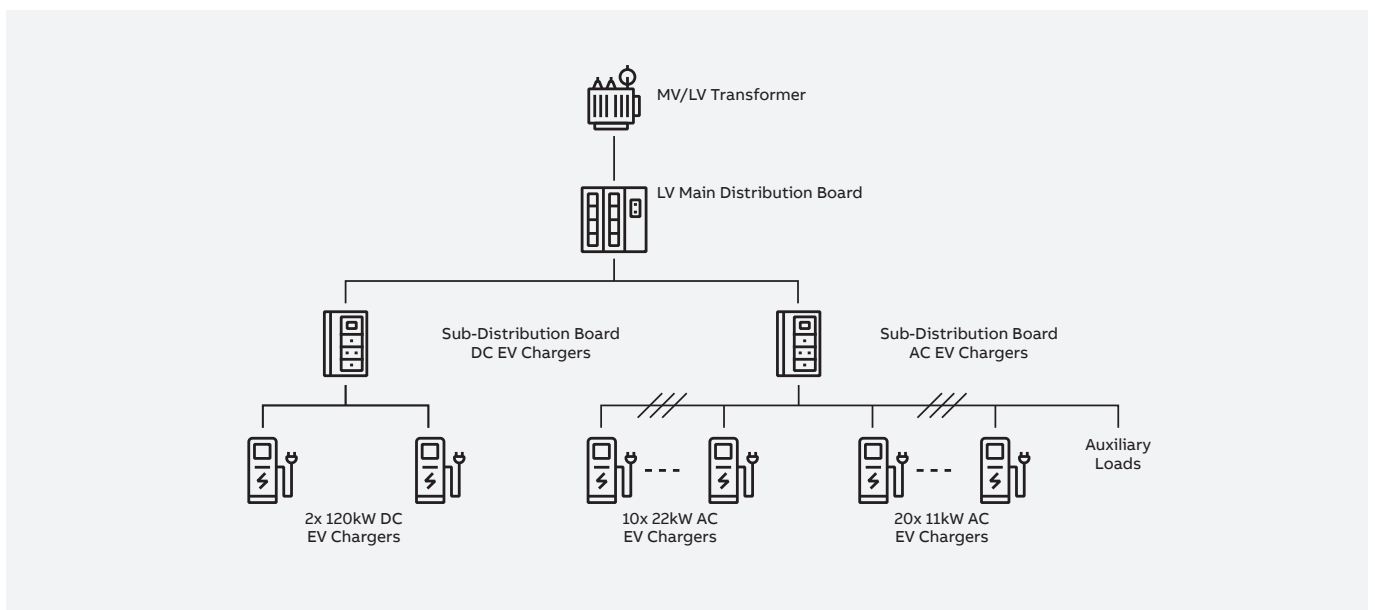 MV/LV Transformer
LV Main Distribution Board
Sub-Distribution Board
DC EV Chargers
Sub-Distribution Board
AC EV Chargers
Auxiliary
Loads
2x 120kW DC
EV Chargers
10x 22kW AC
EV Chargers
20x 11kW AC
EV Chargers